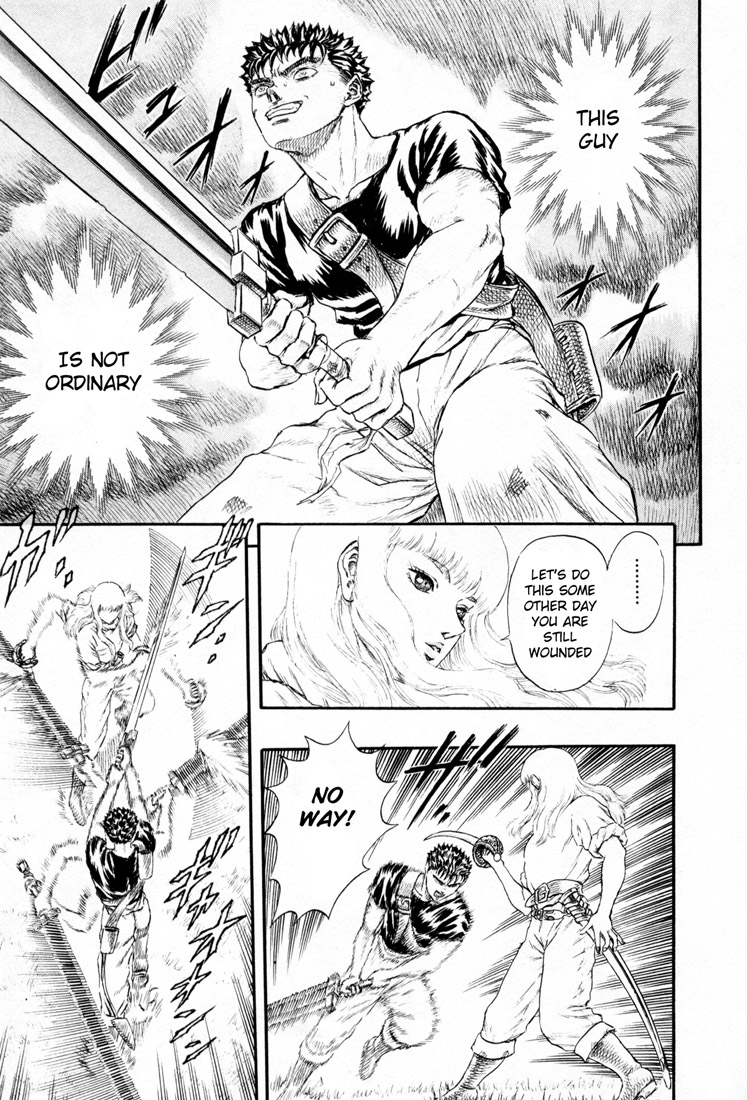 THIS
GUY
IS NOT
ORDINARY
.........
LET'S DO
THIS SOME
OTHER
DAY YOU
ARE
STILL
WOUNDED
NO
WAY!